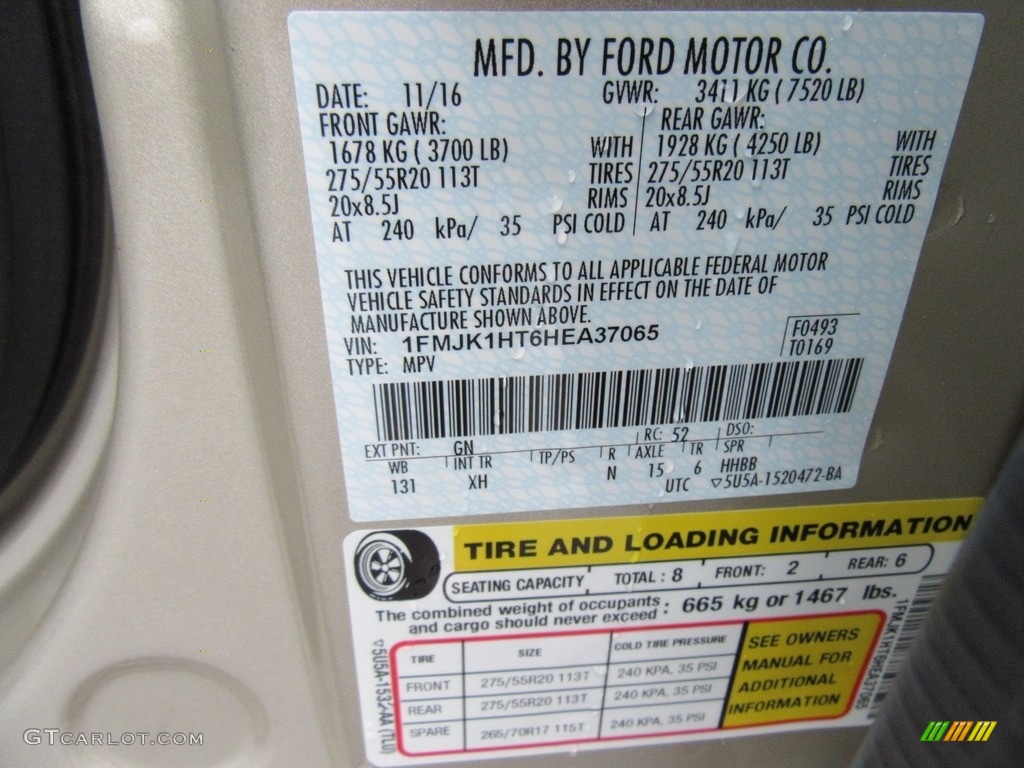 MFD. BY FORD MOTOR CO.
DATE: 11/16 GVWR: 3411 KG ( 7520 LB)
FRONT GAWR: REAR GAWR:
1678 KG ( 3700 LB) WITH 1928 KG ( 4250 LB) WITH
275/55R20 113T TIRES 275/55R20 113T TIRES
20x8.5J RIMS 20x8.5J RIMS
AT 240 kPa/ 35 PSI COLD AT 240 kPa/ 35 PSI COLD
THIS VEHICLE CONFORMS TO ALL APPLICABLE FEDERAL MOTOR
VEHICLE SAFETY STANDARDS IN EFFECT ON THE DATE OF
MANUFACTURE SHOWN ABOVE.
VIN: 1FMJK1HT6HEA37065 F0493
TYPE: MPV T0169
EXT PNT: GN RC: 52 DSO:
WB INT TR TP/PS R AXLE TR SPR
131 XH N 15 6 HHBB
UTC ▽5U5A-1520472-BA
TIRE AND LOADING INFORMATION
SEATING CAPACITY TOTAL : 8 FRONT: 2 REAR: 6
The combined weight of occupants
and cargo should never exceed : 665 kg or 1467 lbs.
TIRE SIZE COLD TIRE PRESSURE
FRONT 275/55R20 113T 240 KPA, 35 PSI
REAR 275/55R20 113T 240 KPA, 35 PSI
SPARE 265/70R17 115T 240 KPA, 35 PSI
SEE OWNERS
MANUAL FOR
ADDITIONAL
INFORMATION
1FMJK1HT6HEA37065
GTCARLOT.COM